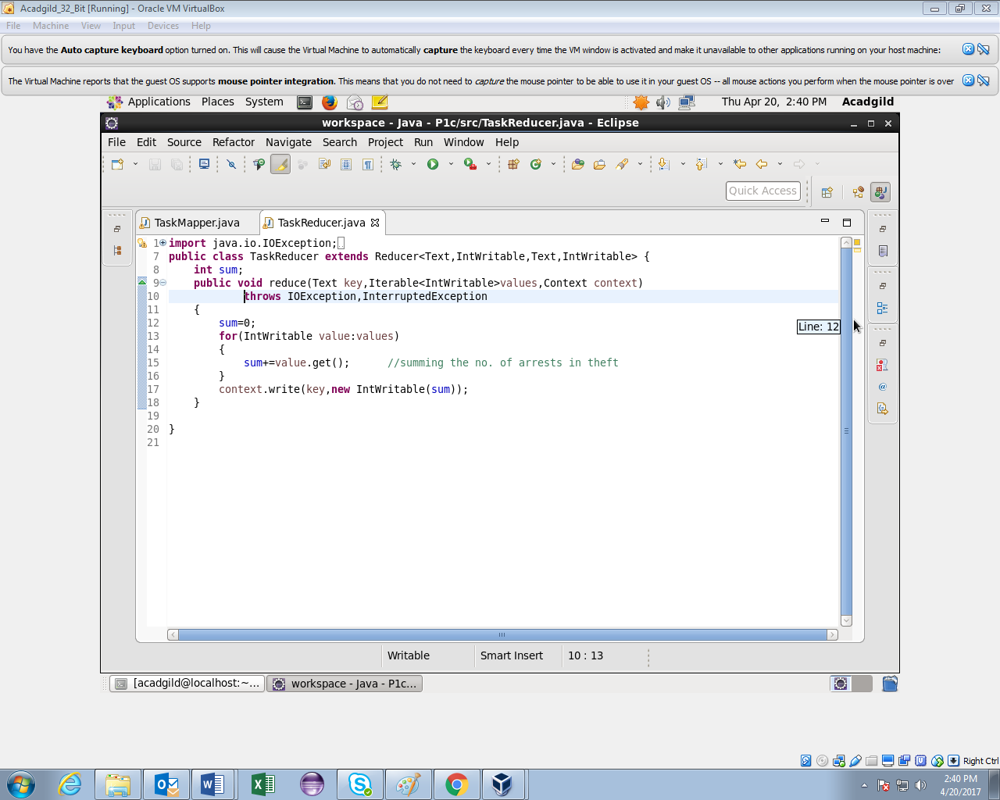 Acadgild_32_Bit [Running] - Oracle VM VirtualBox
File Machine View Input Devices Help
You have the Auto capture keyboard option turned on. This will cause the Virtual Machine to automatically capture the keyboard every time the VM window is activated and make it unavailable to other applications running on your host machine:
The Virtual Machine reports that the guest OS supports mouse pointer integration. This means that you do not need to capture the mouse pointer to be able to use it in your guest OS -- all mouse actions you perform when the mouse pointer is over
Applications Places System Thu Apr 20, 2:40 PM Acadgild
workspace - Java - P1c/src/TaskReducer.java - Eclipse
File Edit Source Refactor Navigate Search Project Run Window Help
Quick Access
TaskMapper.java TaskReducer.java
1 import java.io.IOException;
7 public class TaskReducer extends Reducer<Text,IntWritable,Text,IntWritable> {
8 int sum;
9 public void reduce(Text key,Iterable<IntWritable>values,Context context)
10 throws IOException,InterruptedException
11 {
12 sum=0;
Line: 12
13 for(IntWritable value:values)
14 {
15 sum+=value.get(); //summing the no. of arrests in theft
16 }
17 context.write(key,new IntWritable(sum));
18 }
19
20 }
21
Writable Smart Insert 10 : 13
[acadgild@localhost:~... workspace - Java - P1c...
Right Ctrl
2:40 PM
4/20/2017